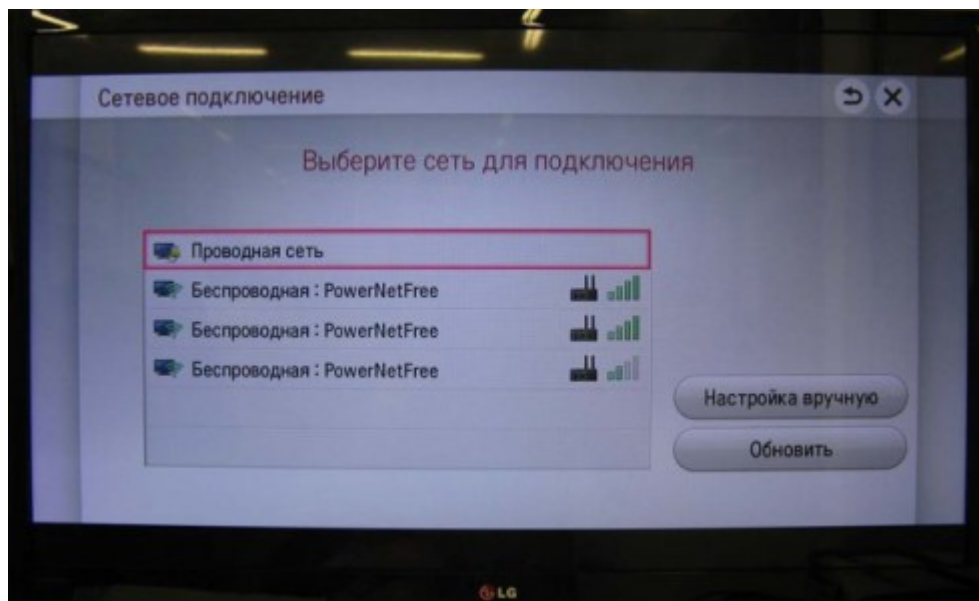 Сетевое подключение
Выберите сеть для подключения
Проводная сеть
Беспроводная : PowerNetFree
Беспроводная : PowerNetFree
Беспроводная : PowerNetFree
Настройка вручную
Обновить
LG